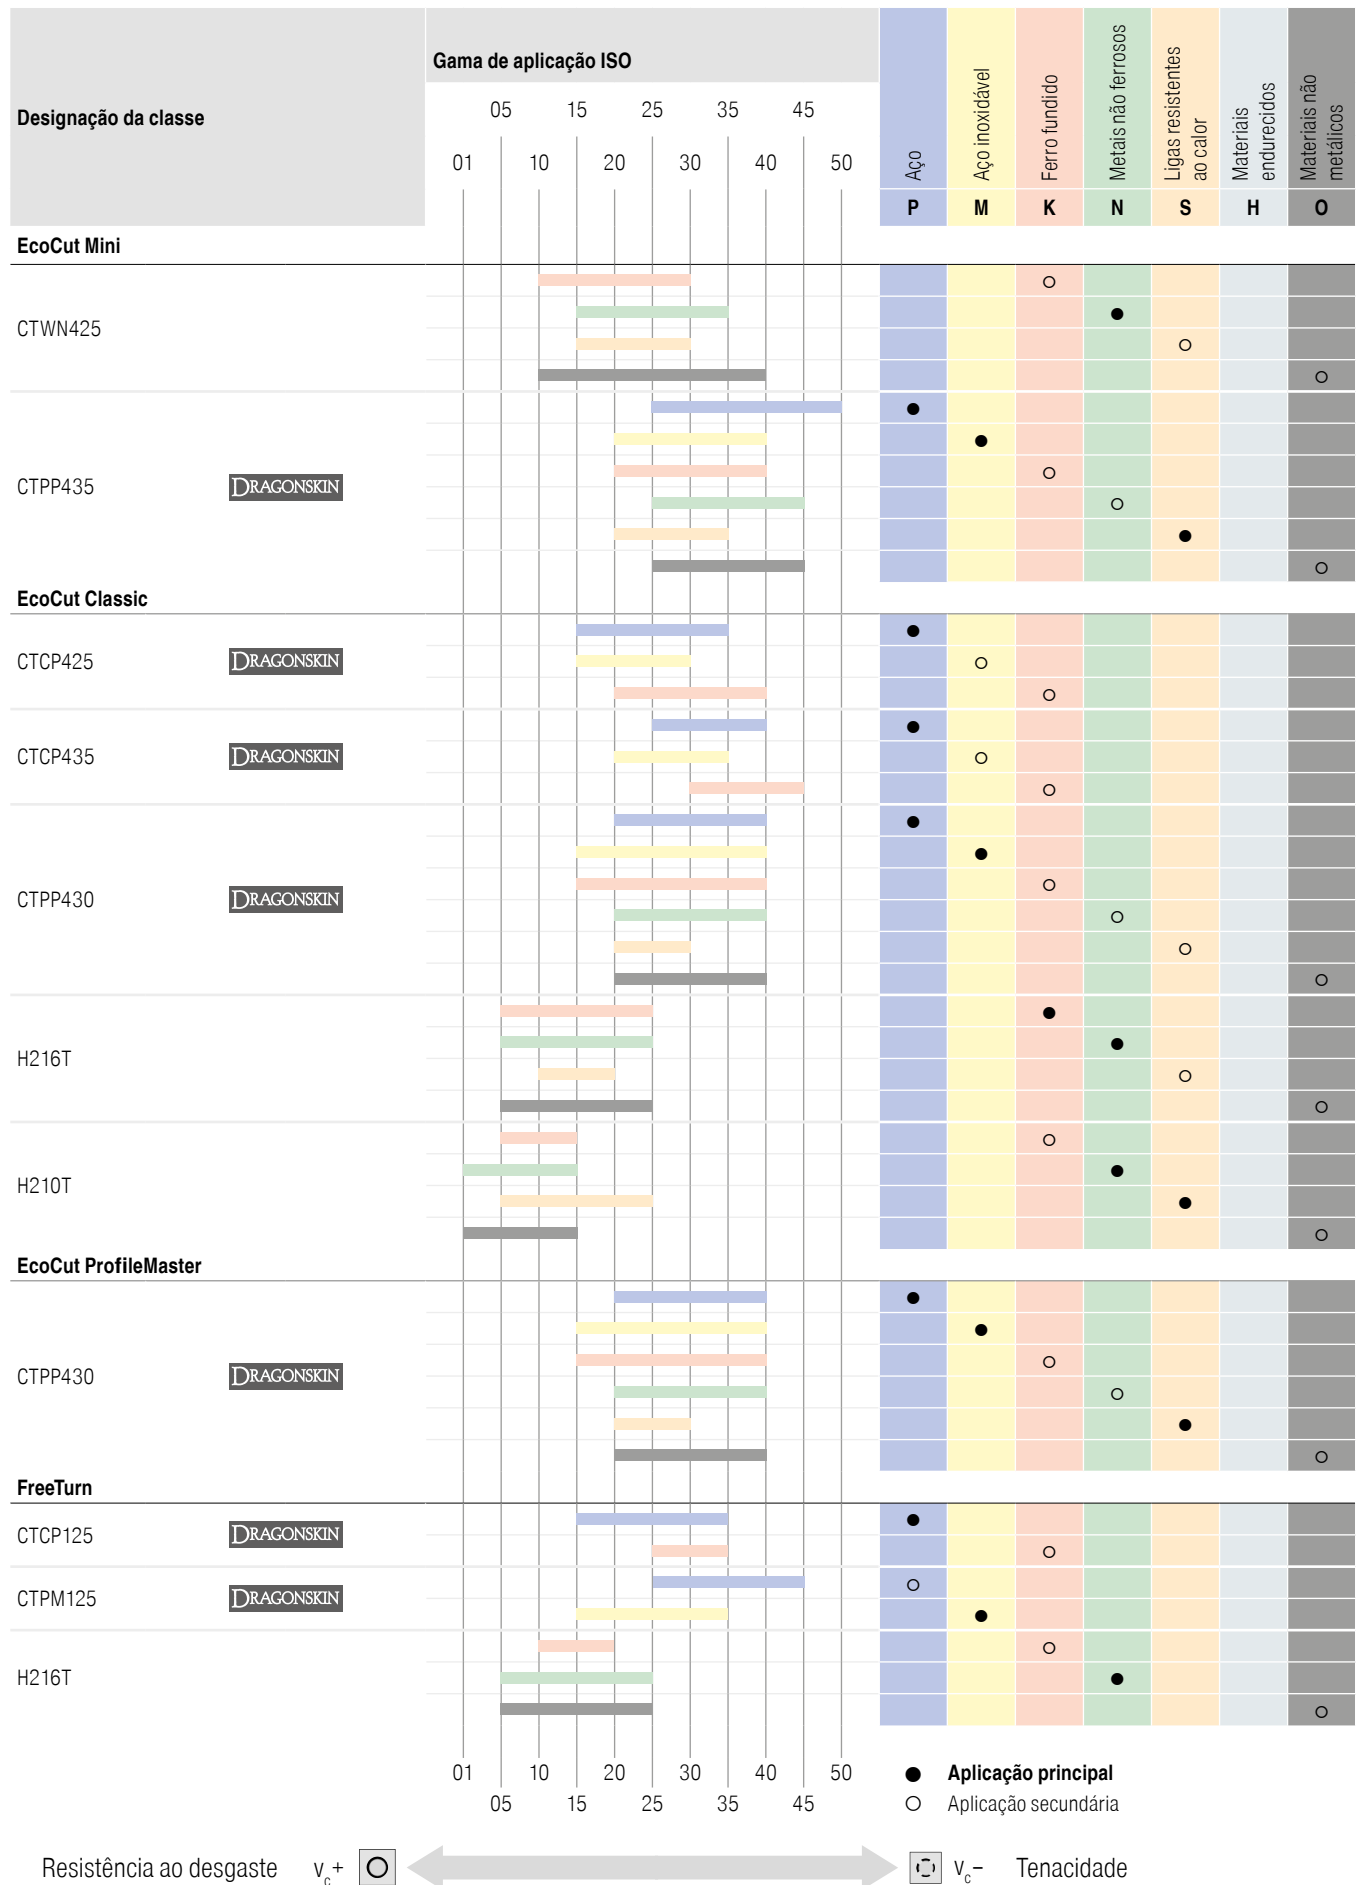 Designação da classe
Gama de aplicação ISO
05 15 25 35 45
01 10 20 30 40 50
Aço
Aço inoxidável
Ferro fundido
Metais não ferrosos
Ligas resistentes
ao calor
Materiais
endurecidos
Materiais não
metálicos
P M K N S H O
EcoCut Mini
CTWN425
CTPP435 DRAGONSKIN
EcoCut Classic
CTCP425 DRAGONSKIN
CTCP435 DRAGONSKIN
CTPP430 DRAGONSKIN
H216T
H210T
EcoCut ProfileMaster
CTPP430 DRAGONSKIN
FreeTurn
CTCP125 DRAGONSKIN
CTPM125 DRAGONSKIN
H216T
01 10 20 30 40 50
05 15 25 35 45
● Aplicação principal
○ Aplicação secundária
Resistência ao desgaste vc+
vc– Tenacidade